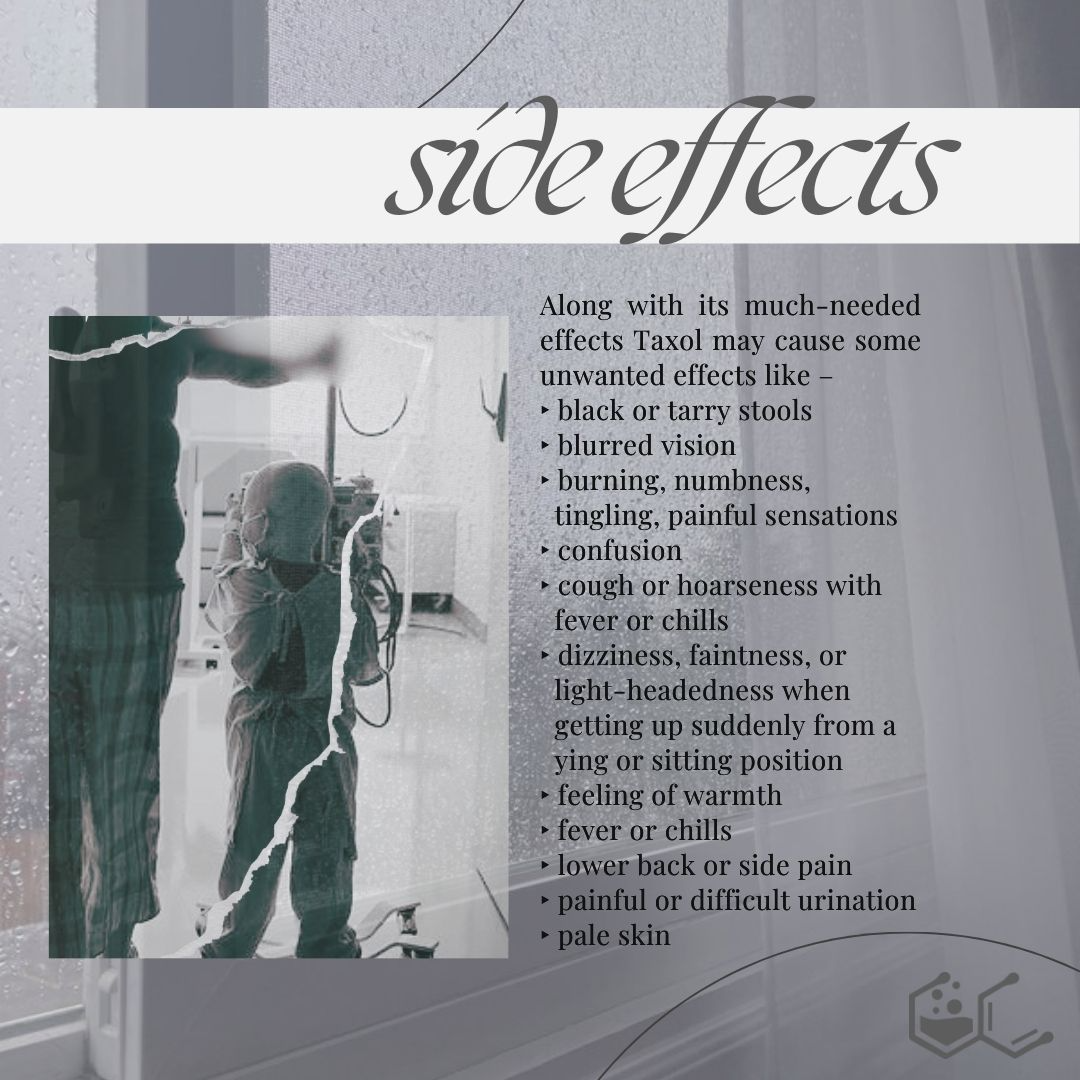 side effects
Along with its much-needed
effects Taxol may cause some
unwanted effects like –
‣ black or tarry stools
‣ blurred vision
‣ burning, numbness,
tingling, painful sensations
‣ confusion
‣ cough or hoarseness with
fever or chills
‣ dizziness, faintness, or
light-headedness when
getting up suddenly from a
ying or sitting position
‣ feeling of warmth
‣ fever or chills
‣ lower back or side pain
‣ painful or difficult urination
‣ pale skin